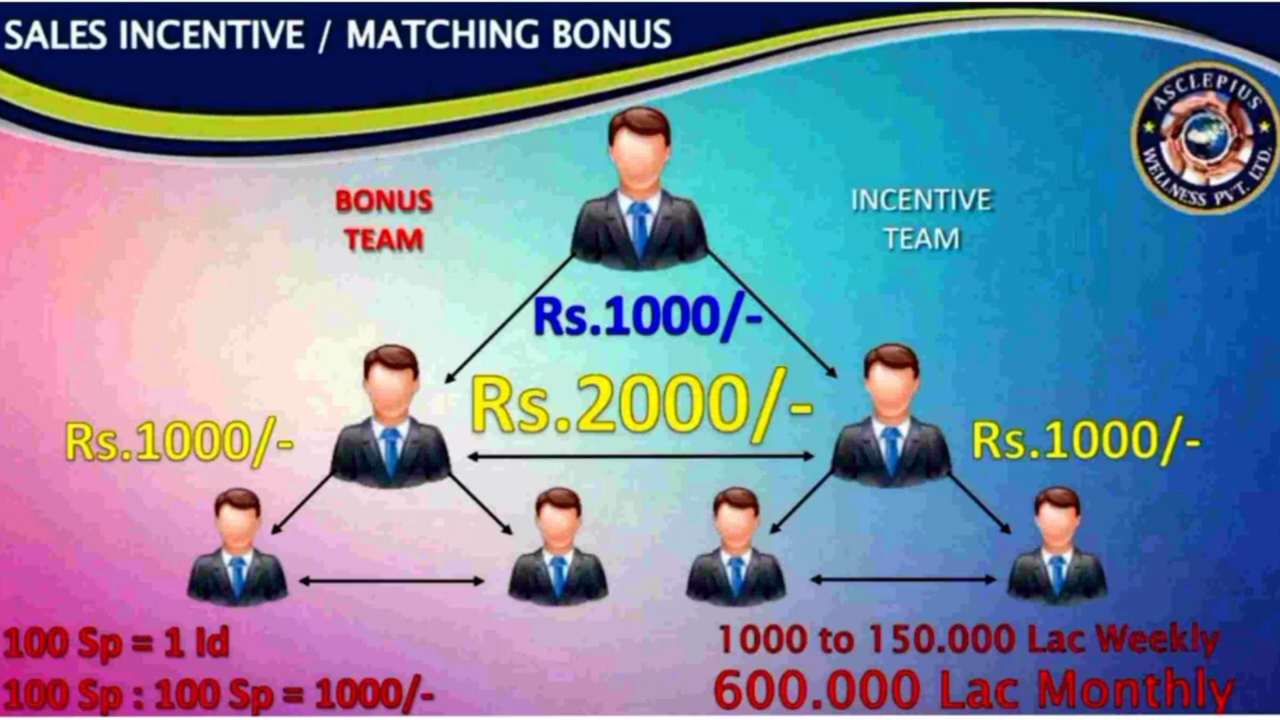 SALES INCENTIVE / MATCHING BONUS
ASCLEPIUS
WELLNESS PVT. LTD.
BONUS
TEAM
INCENTIVE
TEAM
Rs.1000/-
Rs.2000/-
Rs.1000/-
Rs.1000/-
100 Sp = 1 Id
100 Sp : 100 Sp = 1000/-
1000 to 150.000 Lac Weekly
600.000 Lac Monthly